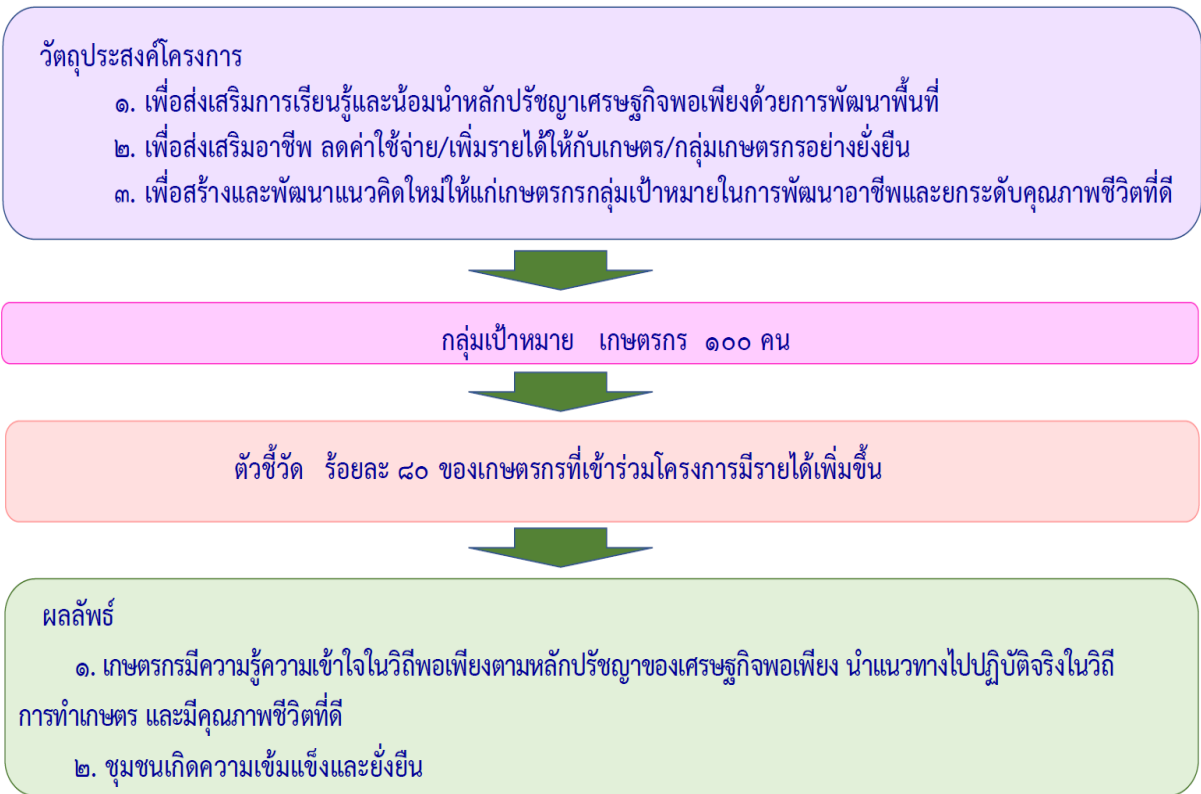 วัตถุประสงค์โครงการ
๑. เพื่อส่งเสริมการเรียนรู้และน้อมนำหลักปรัชญาเศรษฐกิจพอเพียงด้วยการพัฒนาพื้นที่
๒. เพื่อส่งเสริมอาชีพ ลดค่าใช้จ่าย/เพิ่มรายได้ให้กับเกษตร/กลุ่มเกษตรกรอย่างยั่งยืน
๓. เพื่อสร้างและพัฒนาแนวคิดใหม่ให้แก่เกษตรกรกลุ่มเป้าหมายในการพัฒนาอาชีพและยกระดับคุณภาพชีวิตที่ดี
กลุ่มเป้าหมาย เกษตรกร ๑๐๐ คน
ตัวชี้วัด ร้อยละ ๘๐ ของเกษตรกรที่เข้าร่วมโครงการมีรายได้เพิ่มขึ้น
ผลลัพธ์
๑. เกษตรกรมีความรู้ความเข้าใจในวิถีพอเพียงตามหลักปรัชญาของเศรษฐกิจพอเพียง นำแนวทางไปปฏิบัติจริงในวิถี
การทำเกษตร และมีคุณภาพชีวิตที่ดี
๒. ชุมชนเกิดความเข้มแข็งและยั่งยืน